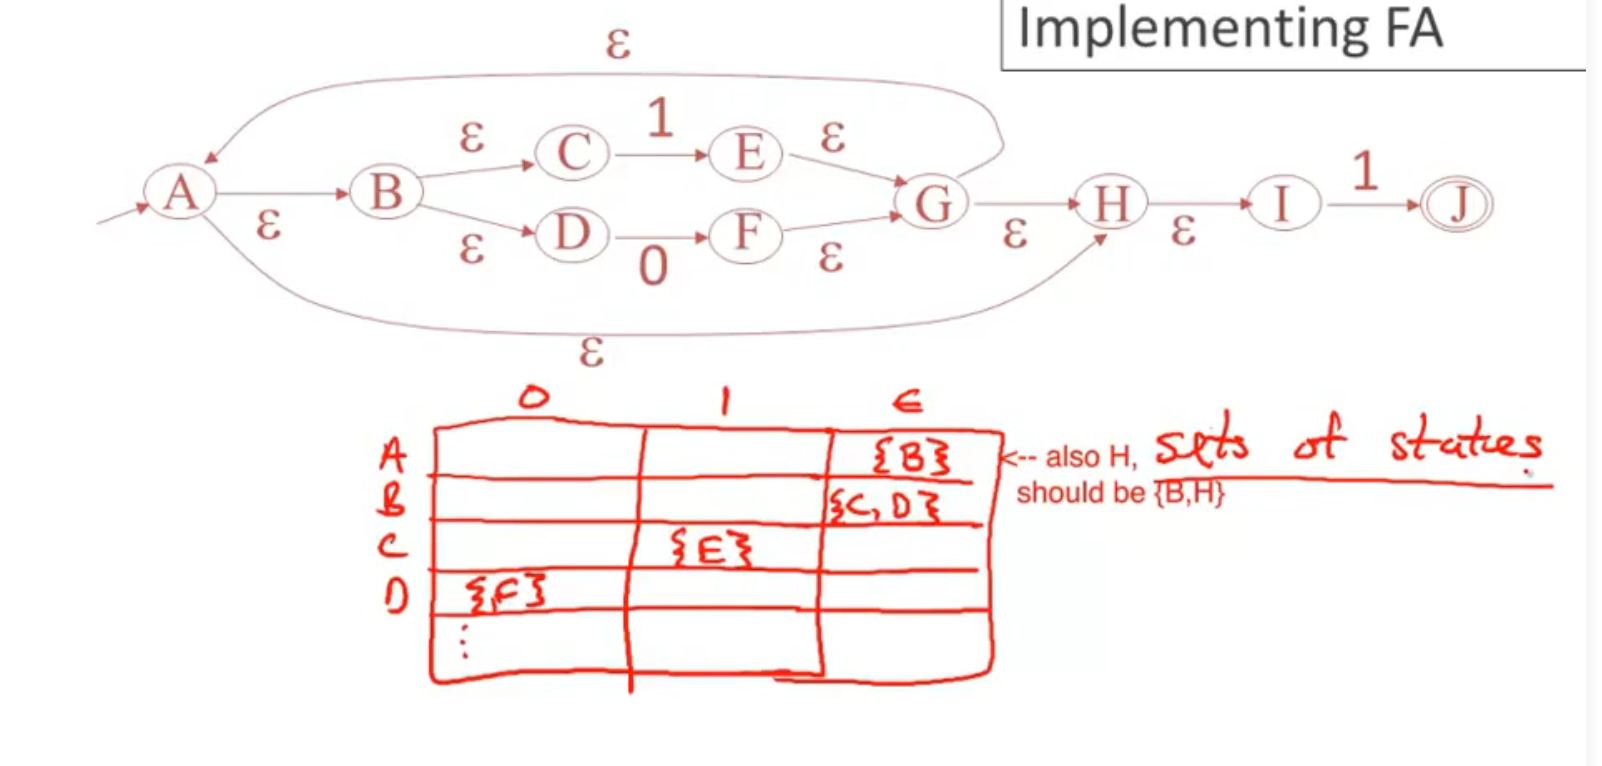 Implementing FA
ε
ε 1 ε
C E
A B G H I J
1
ε ε ε ε
D F
0 ε
ε
0 1 ϵ
A {B} <-- also H, sets of states
should be {B,H}
B {C, D}
C {E}
D {F}
⋮